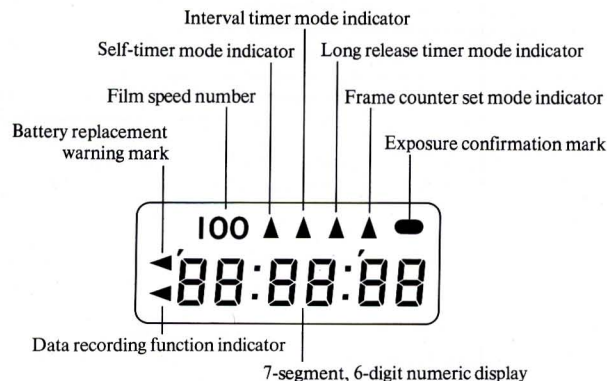 Interval timer mode indicator
Self-timer mode indicator
Long release timer mode indicator
Film speed number
Frame counter set mode indicator
Battery replacement
warning mark
Exposure confirmation mark
100
'88:88:'88
Data recording function indicator
7-segment, 6-digit numeric display